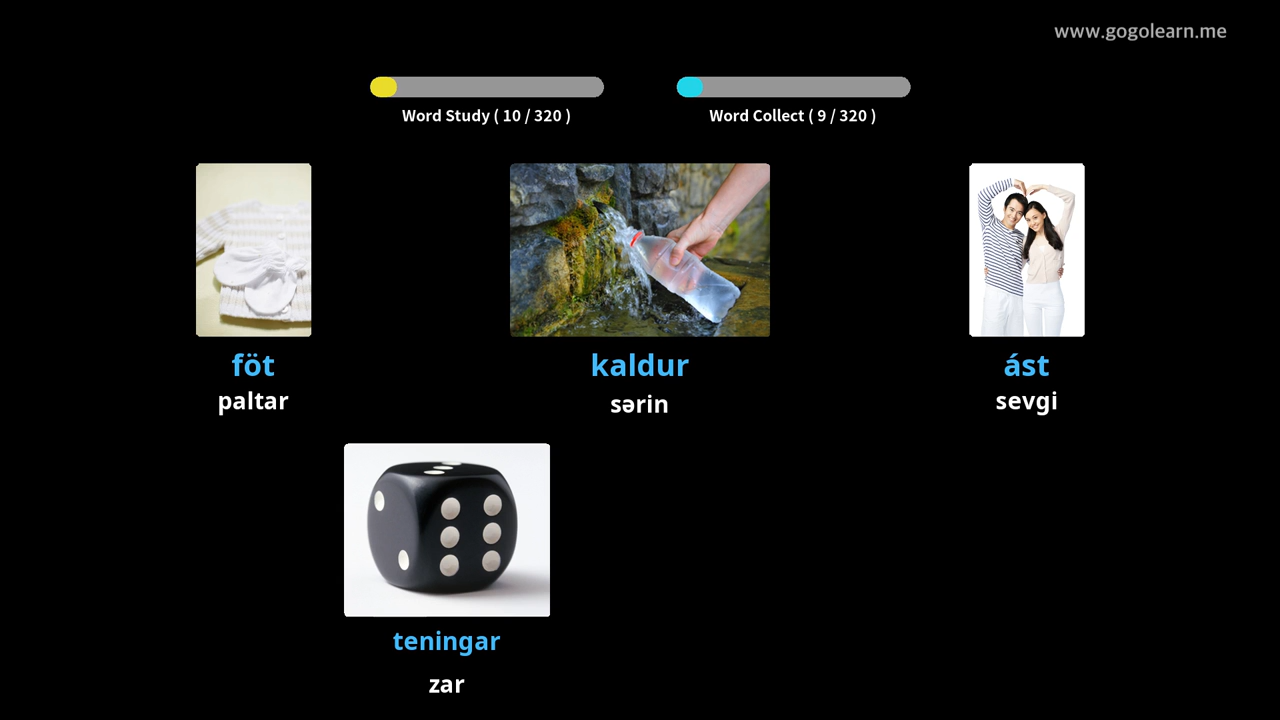 www.gogolearn.me
Word Study ( 10 / 320 )
Word Collect ( 9 / 320 )
föt
paltar
kaldur
sərin
ást
sevgi
teningar
zar